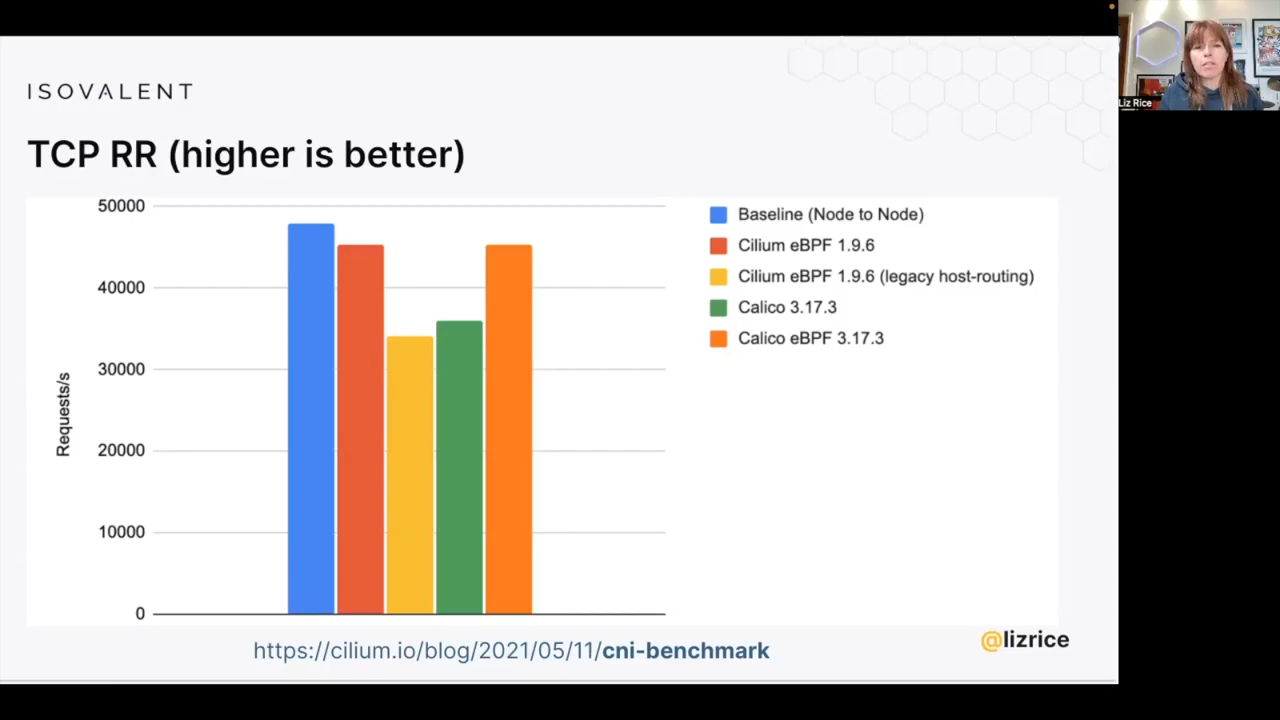 ISOVALENT
TCP RR (higher is better)
50000
40000
30000
20000
10000
0
Requests/s
Baseline (Node to Node)
Cilium eBPF 1.9.6
Cilium eBPF 1.9.6 (legacy host-routing)
Calico 3.17.3
Calico eBPF 3.17.3
https://cilium.io/blog/2021/05/11/cni-benchmark
@lizrice
Liz Rice